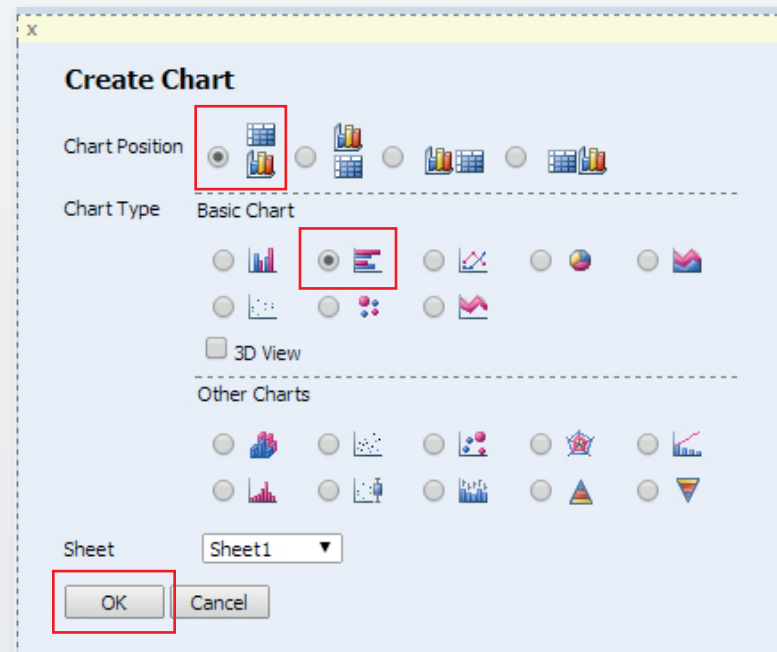 x
Create Chart
Chart Position
Chart Type
Basic Chart
3D View
Other Charts
Sheet
Sheet1
OK
Cancel